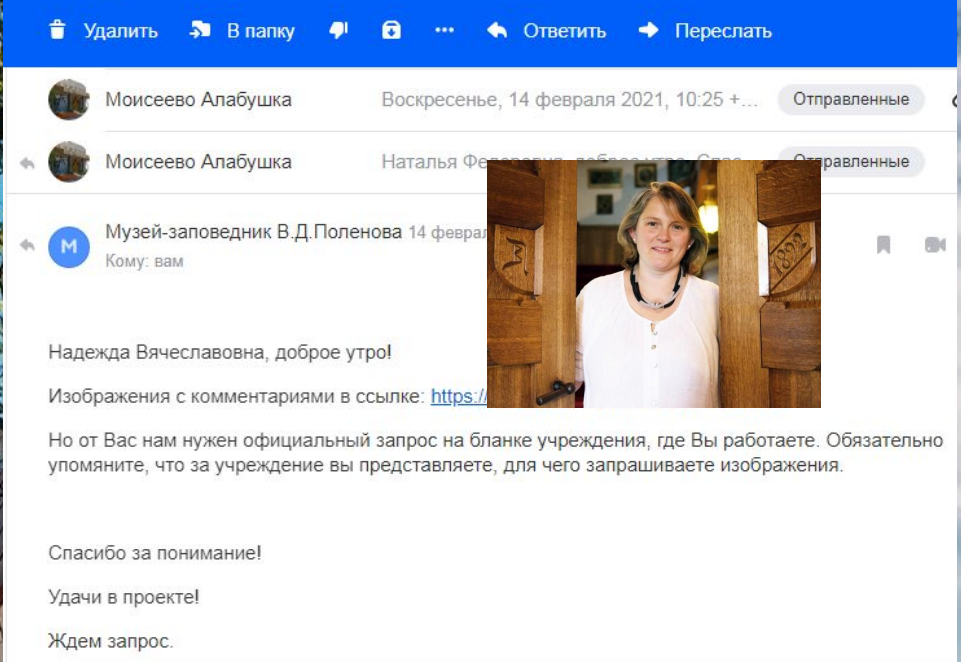 Удалить В папку ••• Ответить Переслать
Моисеево Алабушка Воскресенье, 14 февраля 2021, 10:25 +... Отправленные
Моисеево Алабушка Наталья Отправленные
М Музей-заповедник В.Д.Поленова 14
Кому: вам
1892
Надежда Вячеславовна, доброе утро!
Изображения с комментариями в ссылке: https:/
Но от Вас нам нужен официальный запрос на бланке учреждения, где Вы работаете. Обязательно
упомяните, что за учреждение вы представляете, для чего запрашиваете изображения.
Спасибо за понимание!
Удачи в проекте!
Ждем запрос.